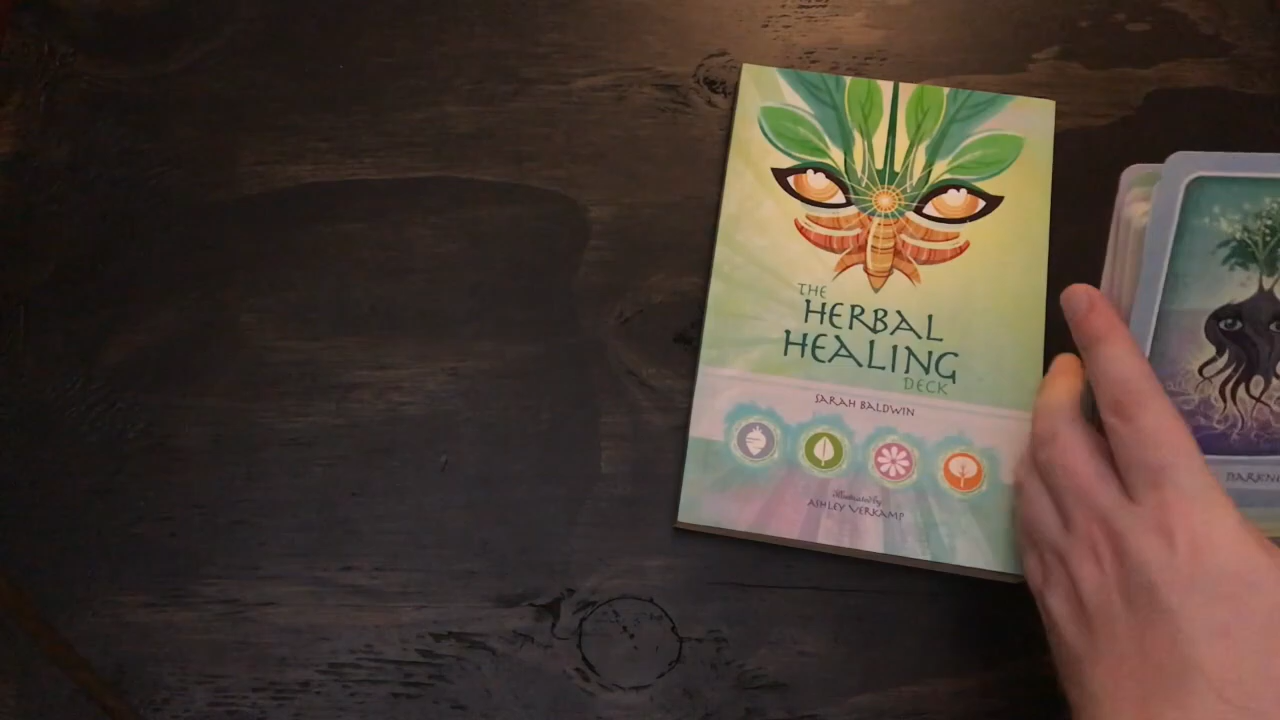 THE
HERBAL
HEALING
DECK
SARAH BALDWIN
illustrated by
ASHLEY VERKAMP